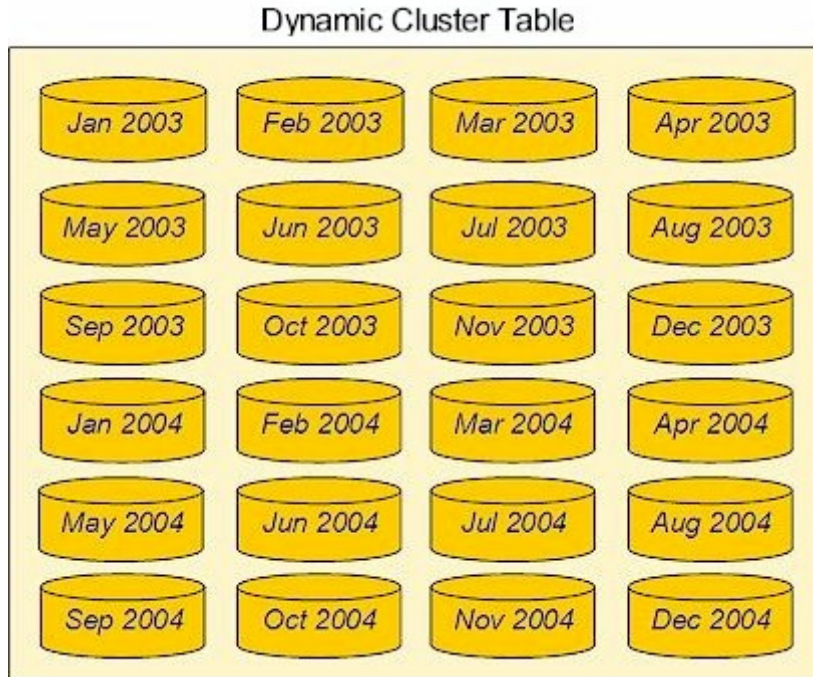 Dynamic Cluster Table
Jan 2003 Feb 2003 Mar 2003 Apr 2003
May 2003 Jun 2003 Jul 2003 Aug 2003
Sep 2003 Oct 2003 Nov 2003 Dec 2003
Jan 2004 Feb 2004 Mar 2004 Apr 2004
May 2004 Jun 2004 Jul 2004 Aug 2004
Sep 2004 Oct 2004 Nov 2004 Dec 2004